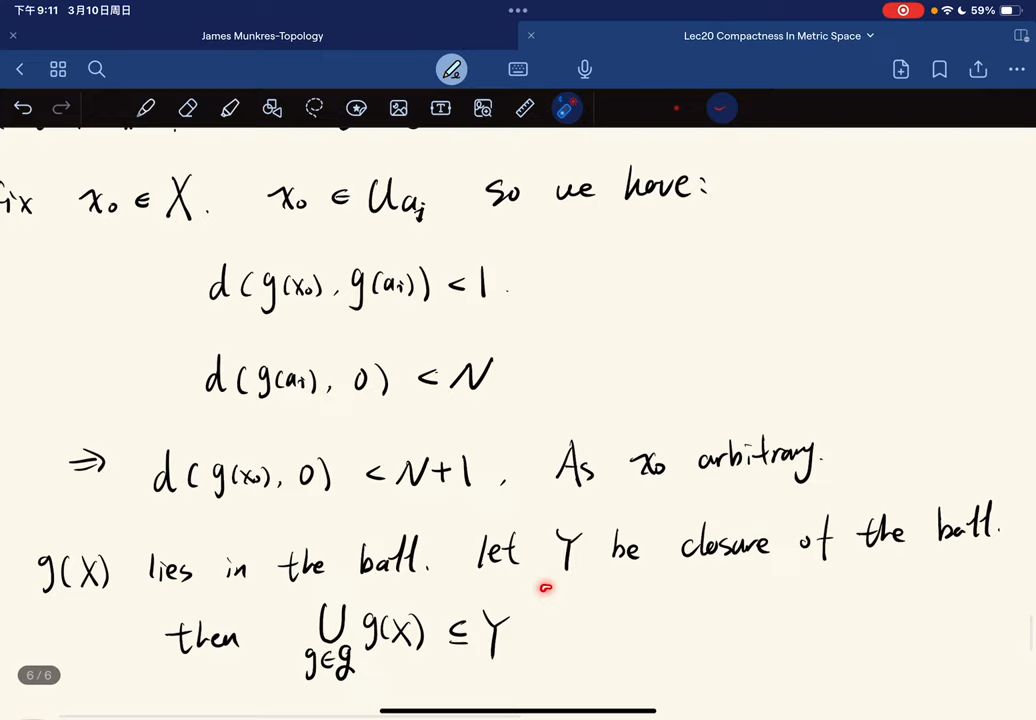 下午9:11 3月10日周日
59%
James Munkres-Topology
Lec20 Compactness In Metric Space
fix x₀ ∈ X. x₀ ∈ Uaᵢ so we have:
d(g(x₀), g(aᵢ)) < 1.
d(g(aᵢ), 0) < N
⇒ d(g(x₀), 0) < N+1, As x₀ arbitrary.
g(X) lies in the ball. let Y be closure of the ball.
then ⋃ g(X) ⊆ Y
g∈g
6/6